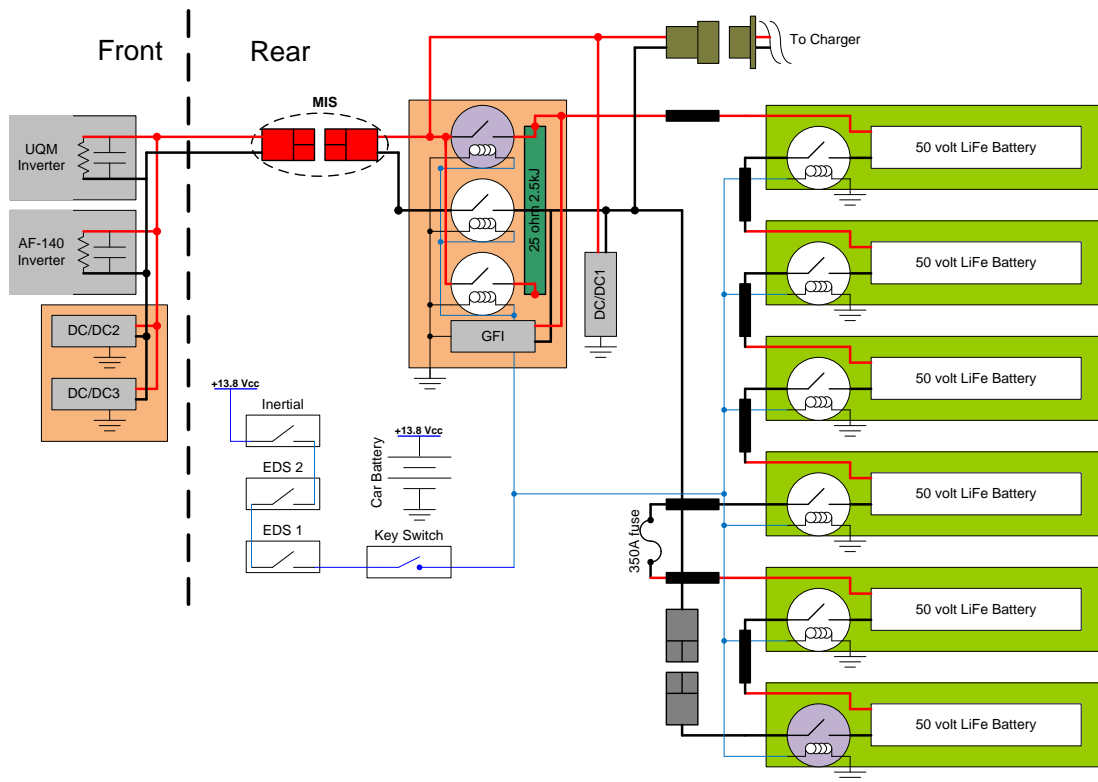 Front
Rear
To Charger
MIS
UQM
Inverter
AF-140
Inverter
DC/DC2
DC/DC3
25 ohm 2.5kJ
GFI
DC/DC1
50 volt LiFe Battery
50 volt LiFe Battery
50 volt LiFe Battery
50 volt LiFe Battery
50 volt LiFe Battery
50 volt LiFe Battery
+13.8 Vcc
Inertial
EDS 2
EDS 1
+13.8 Vcc
Car Battery
Key Switch
350A fuse